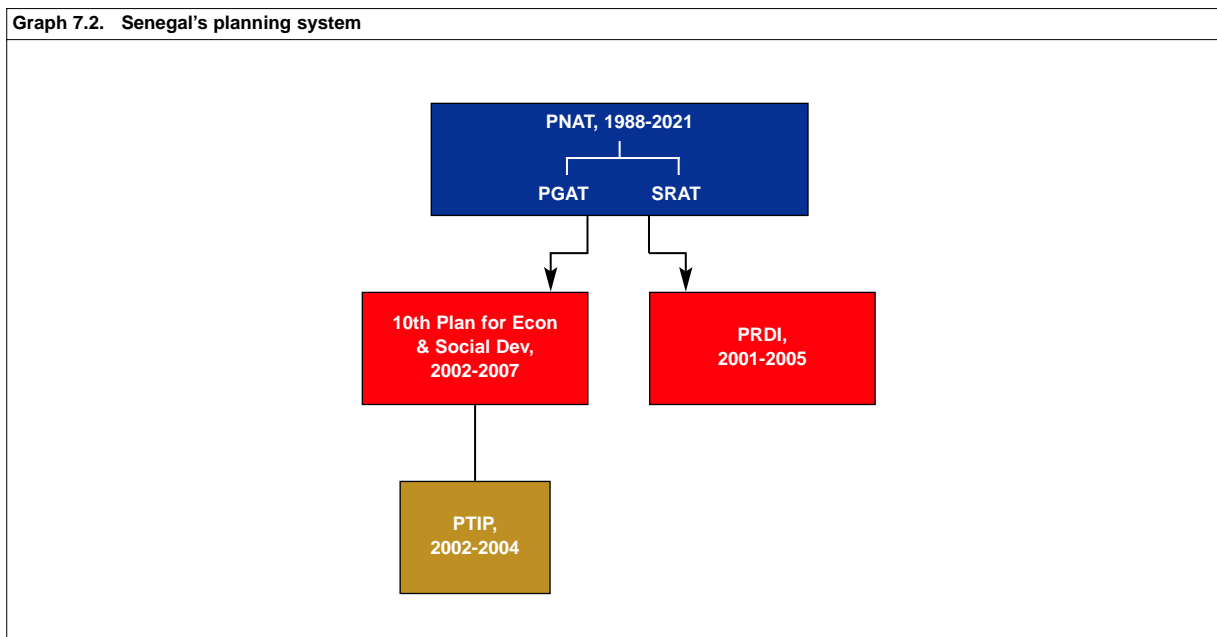 Graph 7.2. Senegal’s planning system
PNAT, 1988-2021
PGAT SRAT
10th Plan for Econ
& Social Dev,
2002-2007
PRDI,
2001-2005
PTIP,
2002-2004